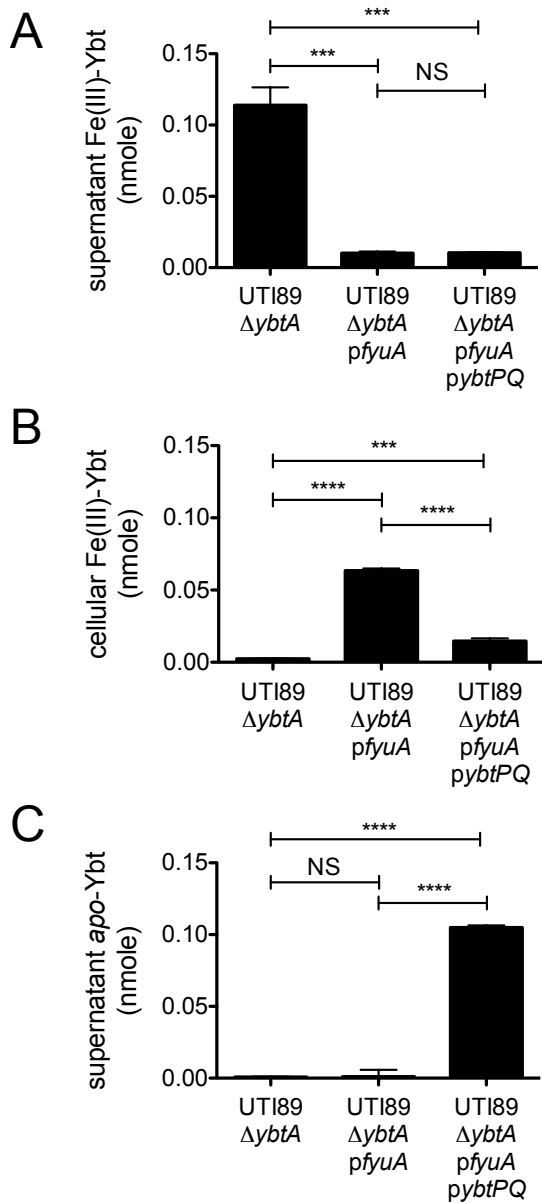 A
***
***
NS
supernatant Fe(III)-Ybt
(nmole)
0.15
0.10
0.05
0.00
UTI89
ΔybtA
UTI89
ΔybtA
pfyuA
UTI89
ΔybtA
pfyuA
pybtPQ
B
***
****
****
cellular Fe(III)-Ybt
(nmole)
0.15
0.10
0.05
0.00
UTI89
ΔybtA
UTI89
ΔybtA
pfyuA
UTI89
ΔybtA
pfyuA
pybtPQ
C
****
NS
****
supernatant apo-Ybt
(nmole)
0.15
0.10
0.05
0.00
UTI89
ΔybtA
UTI89
ΔybtA
pfyuA
UTI89
ΔybtA
pfyuA
pybtPQ